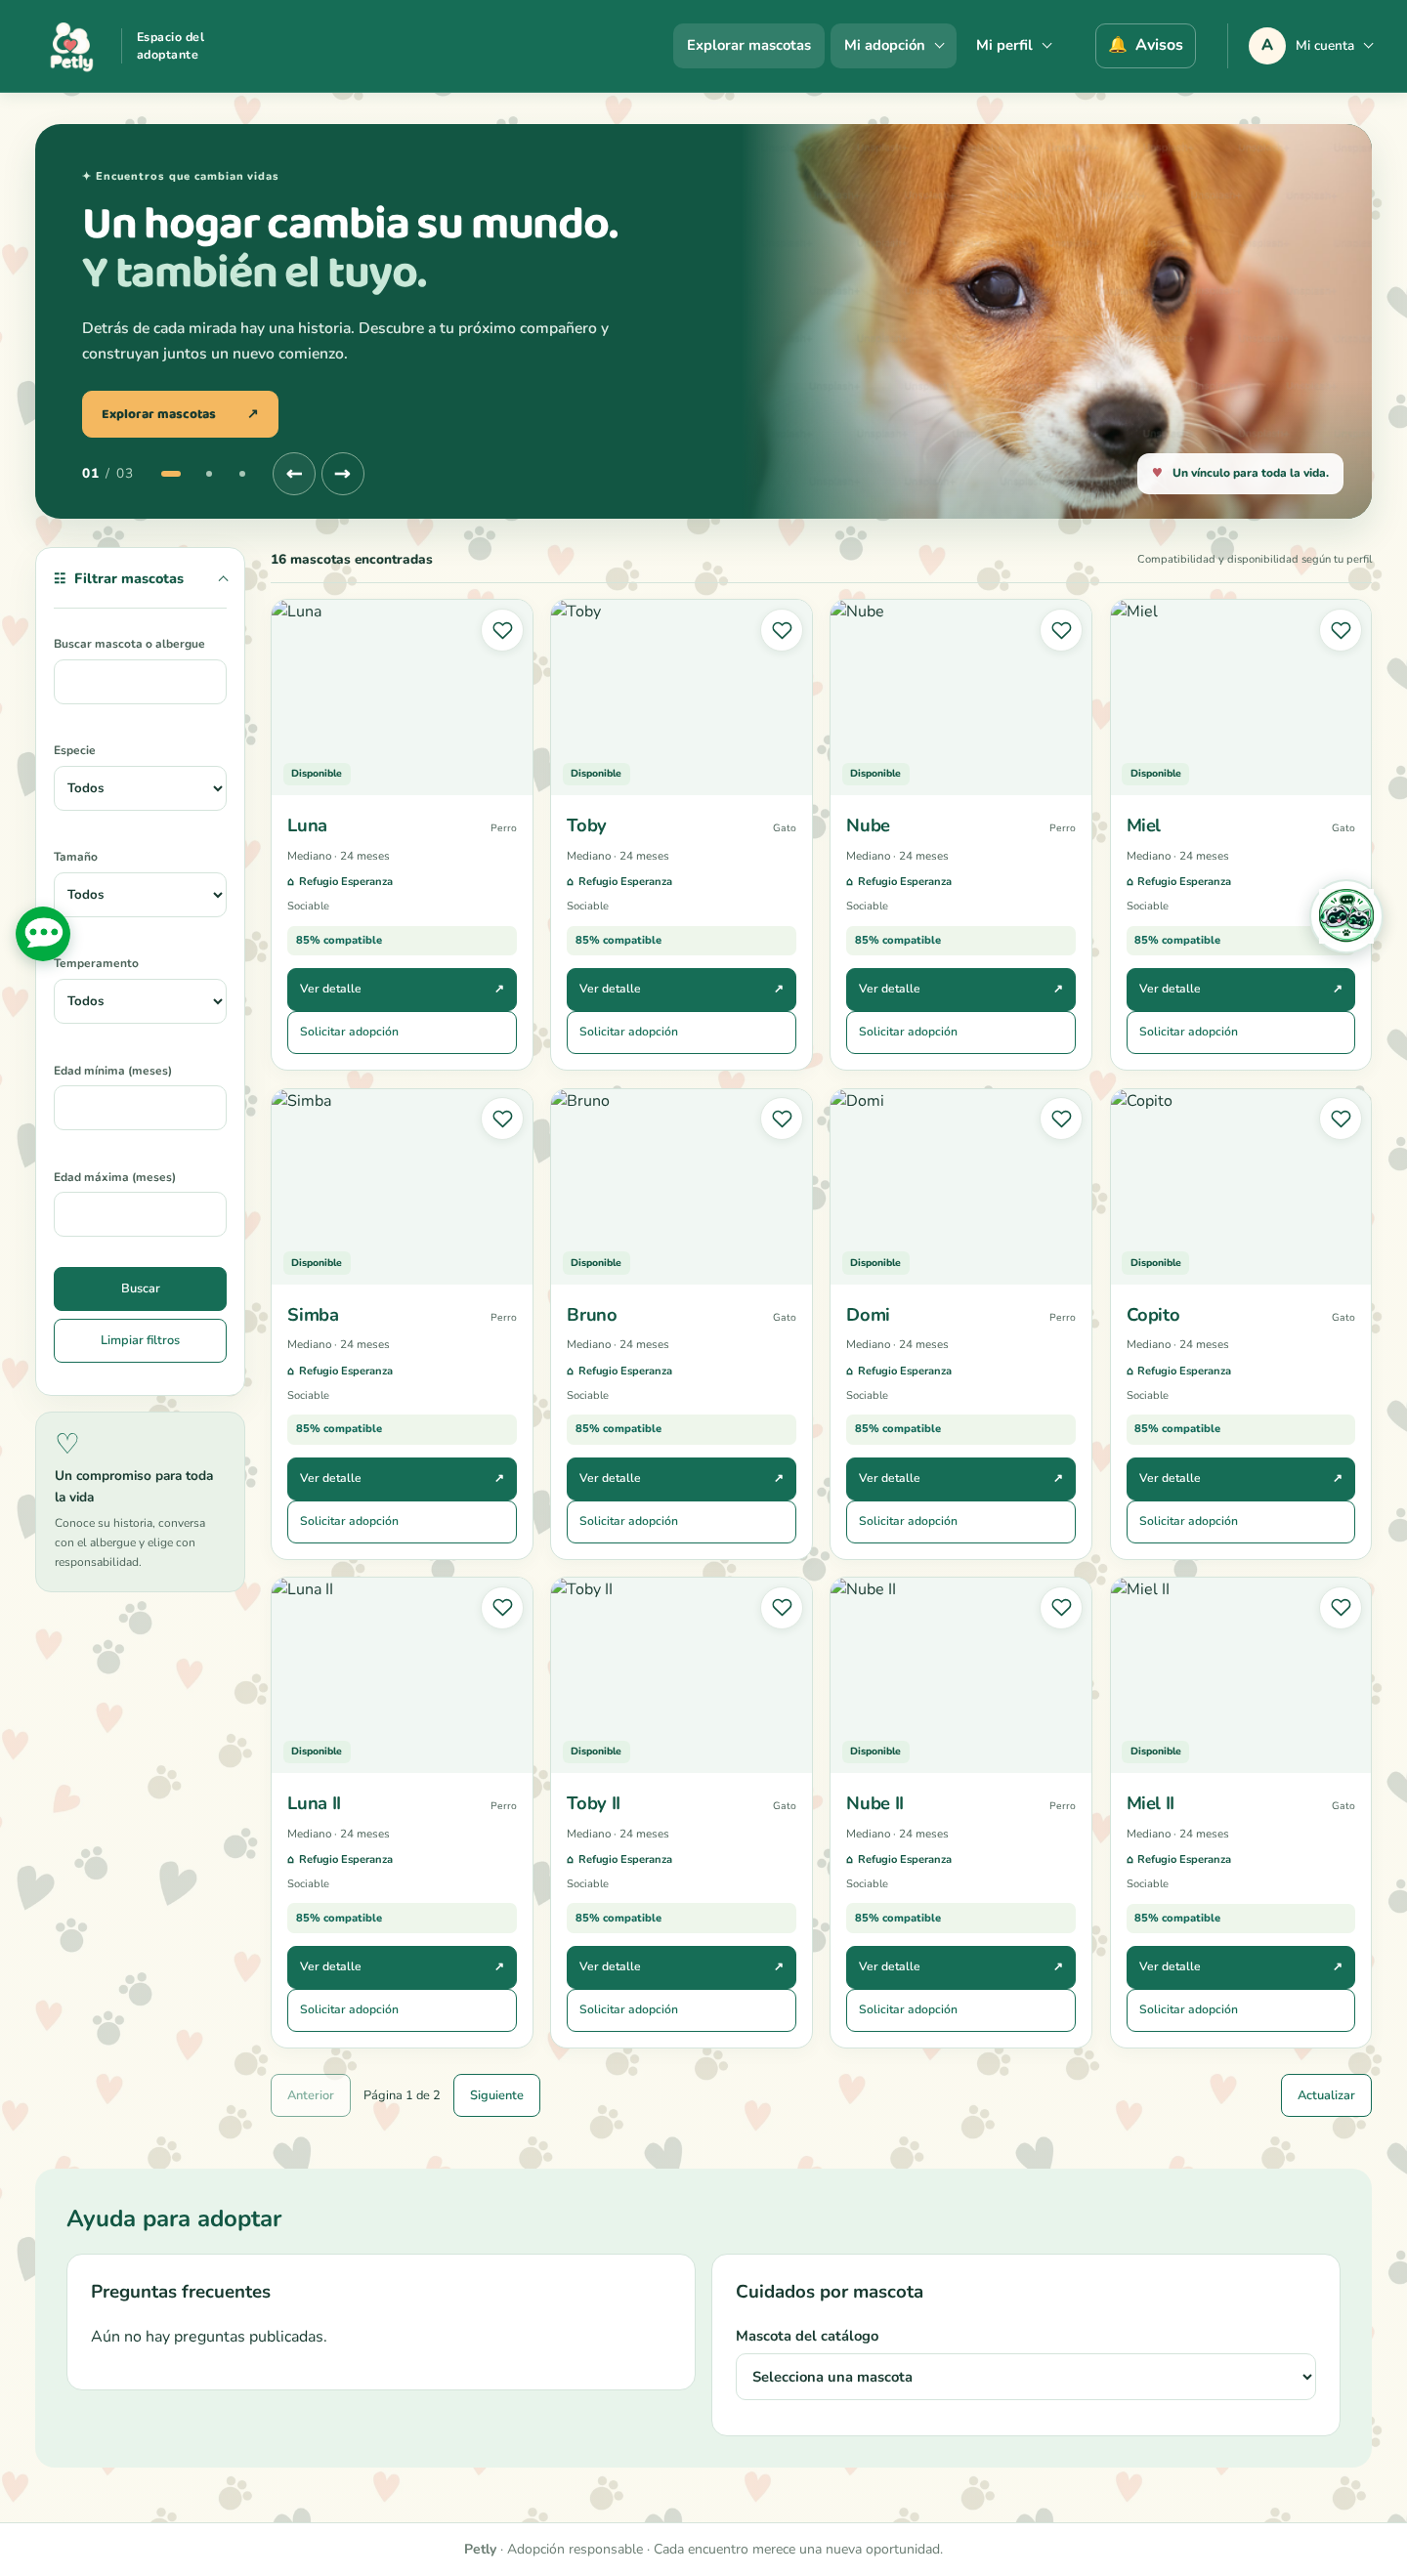 Petly
Espacio del
adoptante
Explorar mascotas
Mi adopción
Mi perfil
🔔 Avisos
A
Mi cuenta
✦ Encuentros que cambian vidas
Un hogar cambia su mundo.
Y también el tuyo.
Detrás de cada mirada hay una historia. Descubre a tu próximo compañero y
construyan juntos un nuevo comienzo.
Explorar mascotas ↗
01 / 03
← →
♥ Un vínculo para toda la vida.
☷ Filtrar mascotas
Buscar mascota o albergue
Especie
Todos
Tamaño
Todos
Temperamento
Todos
Edad mínima (meses)
Edad máxima (meses)
Buscar
Limpiar filtros
♡
Un compromiso para toda
la vida
Conoce su historia, conversa
con el albergue y elige con
responsabilidad.
16 mascotas encontradas
Compatibilidad y disponibilidad según tu perfil
Luna
Disponible
Luna Perro
Mediano · 24 meses
⌂ Refugio Esperanza
Sociable
85% compatible
Ver detalle ↗
Solicitar adopción
Toby
Disponible
Toby Gato
Mediano · 24 meses
⌂ Refugio Esperanza
Sociable
85% compatible
Ver detalle ↗
Solicitar adopción
Nube
Disponible
Nube Perro
Mediano · 24 meses
⌂ Refugio Esperanza
Sociable
85% compatible
Ver detalle ↗
Solicitar adopción
Miel
Disponible
Miel Gato
Mediano · 24 meses
⌂ Refugio Esperanza
Sociable
85% compatible
Ver detalle ↗
Solicitar adopción
Simba
Disponible
Simba Perro
Mediano · 24 meses
⌂ Refugio Esperanza
Sociable
85% compatible
Ver detalle ↗
Solicitar adopción
Bruno
Disponible
Bruno Gato
Mediano · 24 meses
⌂ Refugio Esperanza
Sociable
85% compatible
Ver detalle ↗
Solicitar adopción
Domi
Disponible
Domi Perro
Mediano · 24 meses
⌂ Refugio Esperanza
Sociable
85% compatible
Ver detalle ↗
Solicitar adopción
Copito
Disponible
Copito Gato
Mediano · 24 meses
⌂ Refugio Esperanza
Sociable
85% compatible
Ver detalle ↗
Solicitar adopción
Luna II
Disponible
Luna II Perro
Mediano · 24 meses
⌂ Refugio Esperanza
Sociable
85% compatible
Ver detalle ↗
Solicitar adopción
Toby II
Disponible
Toby II Gato
Mediano · 24 meses
⌂ Refugio Esperanza
Sociable
85% compatible
Ver detalle ↗
Solicitar adopción
Nube II
Disponible
Nube II Perro
Mediano · 24 meses
⌂ Refugio Esperanza
Sociable
85% compatible
Ver detalle ↗
Solicitar adopción
Miel II
Disponible
Miel II Gato
Mediano · 24 meses
⌂ Refugio Esperanza
Sociable
85% compatible
Ver detalle ↗
Solicitar adopción
Anterior Página 1 de 2 Siguiente
Actualizar
Ayuda para adoptar
Preguntas frecuentes
Aún no hay preguntas publicadas.
Cuidados por mascota
Mascota del catálogo
Selecciona una mascota
Petly · Adopción responsable · Cada encuentro merece una nueva oportunidad.